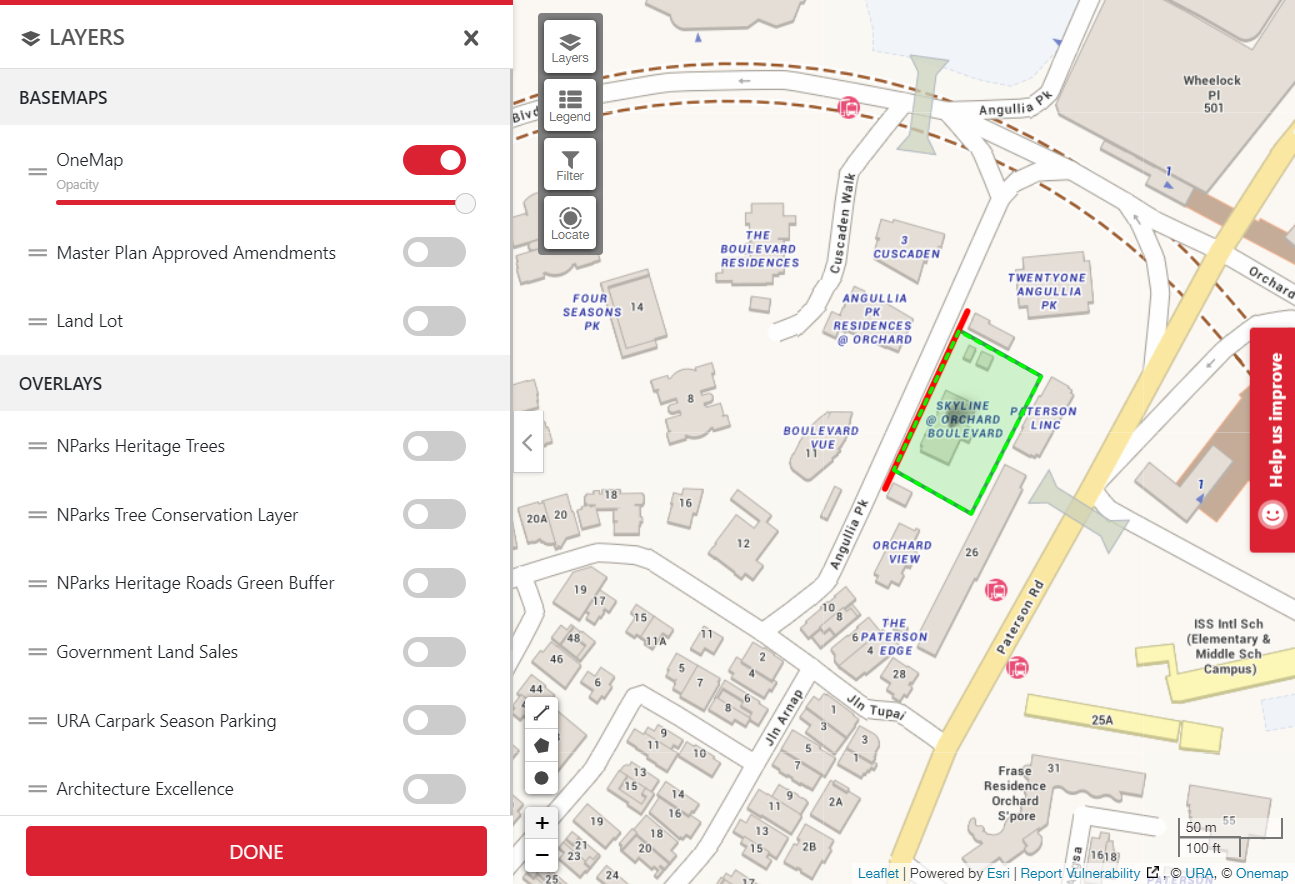 LAYERS
BASEMAPS
OneMap
Opacity
Master Plan Approved Amendments
Land Lot
OVERLAYS
NParks Heritage Trees
NParks Tree Conservation Layer
NParks Heritage Roads Green Buffer
Government Land Sales
URA Carpark Season Parking
Architecture Excellence
DONE
Layers
Legend
Filter
Locate
Blvd
Angullia Pk
Wheelock
Pl
501
1
Orchard
Cuscaden Walk
THE
BOULEVARD
RESIDENCES
3
CUSCADEN
TWENTYONE
ANGULLIA
PK
FOUR
SEASONS
PK
14
ANGULLIA
PK
RESIDENCES
@ ORCHARD
8
SKYLINE
@ ORCHARD
BOULEVARD
PATERSON
LINC
BOULEVARD
VUE
11
Help us improve
1
20A
20
18
16
12
Angullia Pk
ORCHARD
VIEW
26
Paterson Rd
19
17
15
11A
11
48
46
44
6
5
7
2
4
6
8
10
8
6
4
THE
PATERSON
EDGE
28
ISS Intl Sch
(Elementary &
Middle Sch
Campus)
25A
Jln Arnap
Jln Tupai
1
3
5
7
3
1
9
11
10
13
15
14
16
18
20
19
21
23
22
24
25
9
11
13
15
2A
2B
Frase
Residence
Orchard
S'pore
31
55
16
18
+
−
50 m
100 ft
Leaflet | Powered by Esri | Report Vulnerability , © URA, © Onemap